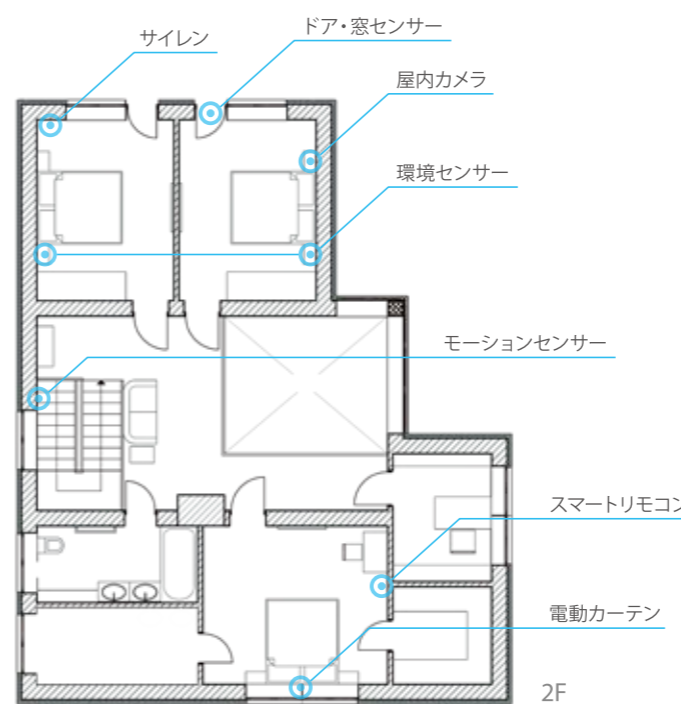 サイレン
ドア・窓センサー
屋内カメラ
環境センサー
モーションセンサー
スマートリモコン
電動カーテン
2F